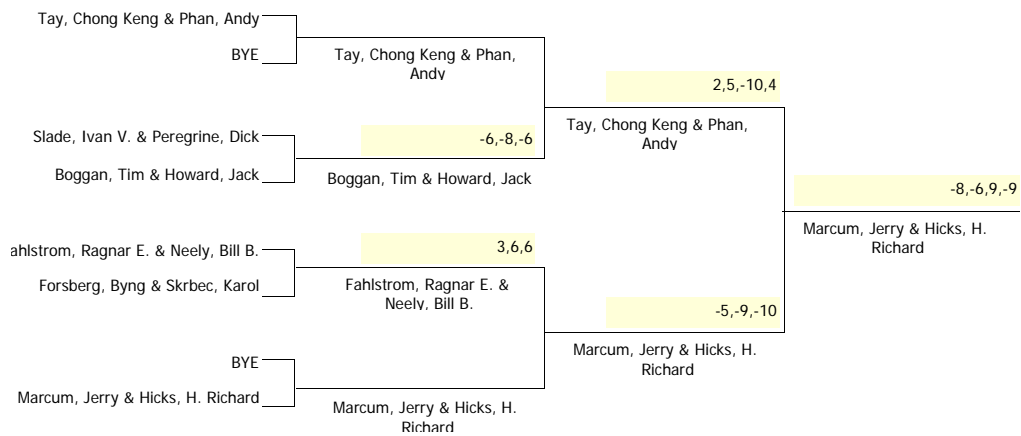 Tay, Chong Keng & Phan, Andy
BYE
Tay, Chong Keng & Phan,
Andy
2,5,-10,4
Tay, Chong Keng & Phan,
Andy
Slade, Ivan V. & Peregrine, Dick
-6,-8,-6
Boggan, Tim & Howard, Jack
Boggan, Tim & Howard, Jack
-8,-6,9,-9
Marcum, Jerry & Hicks, H.
Richard
ahlstrom, Ragnar E. & Neely, Bill B.
3,6,6
Forsberg, Byng & Skrbec, Karol
Fahlstrom, Ragnar E. &
Neely, Bill B.
-5,-9,-10
Marcum, Jerry & Hicks, H.
Richard
BYE
Marcum, Jerry & Hicks, H. Richard
Marcum, Jerry & Hicks, H.
Richard